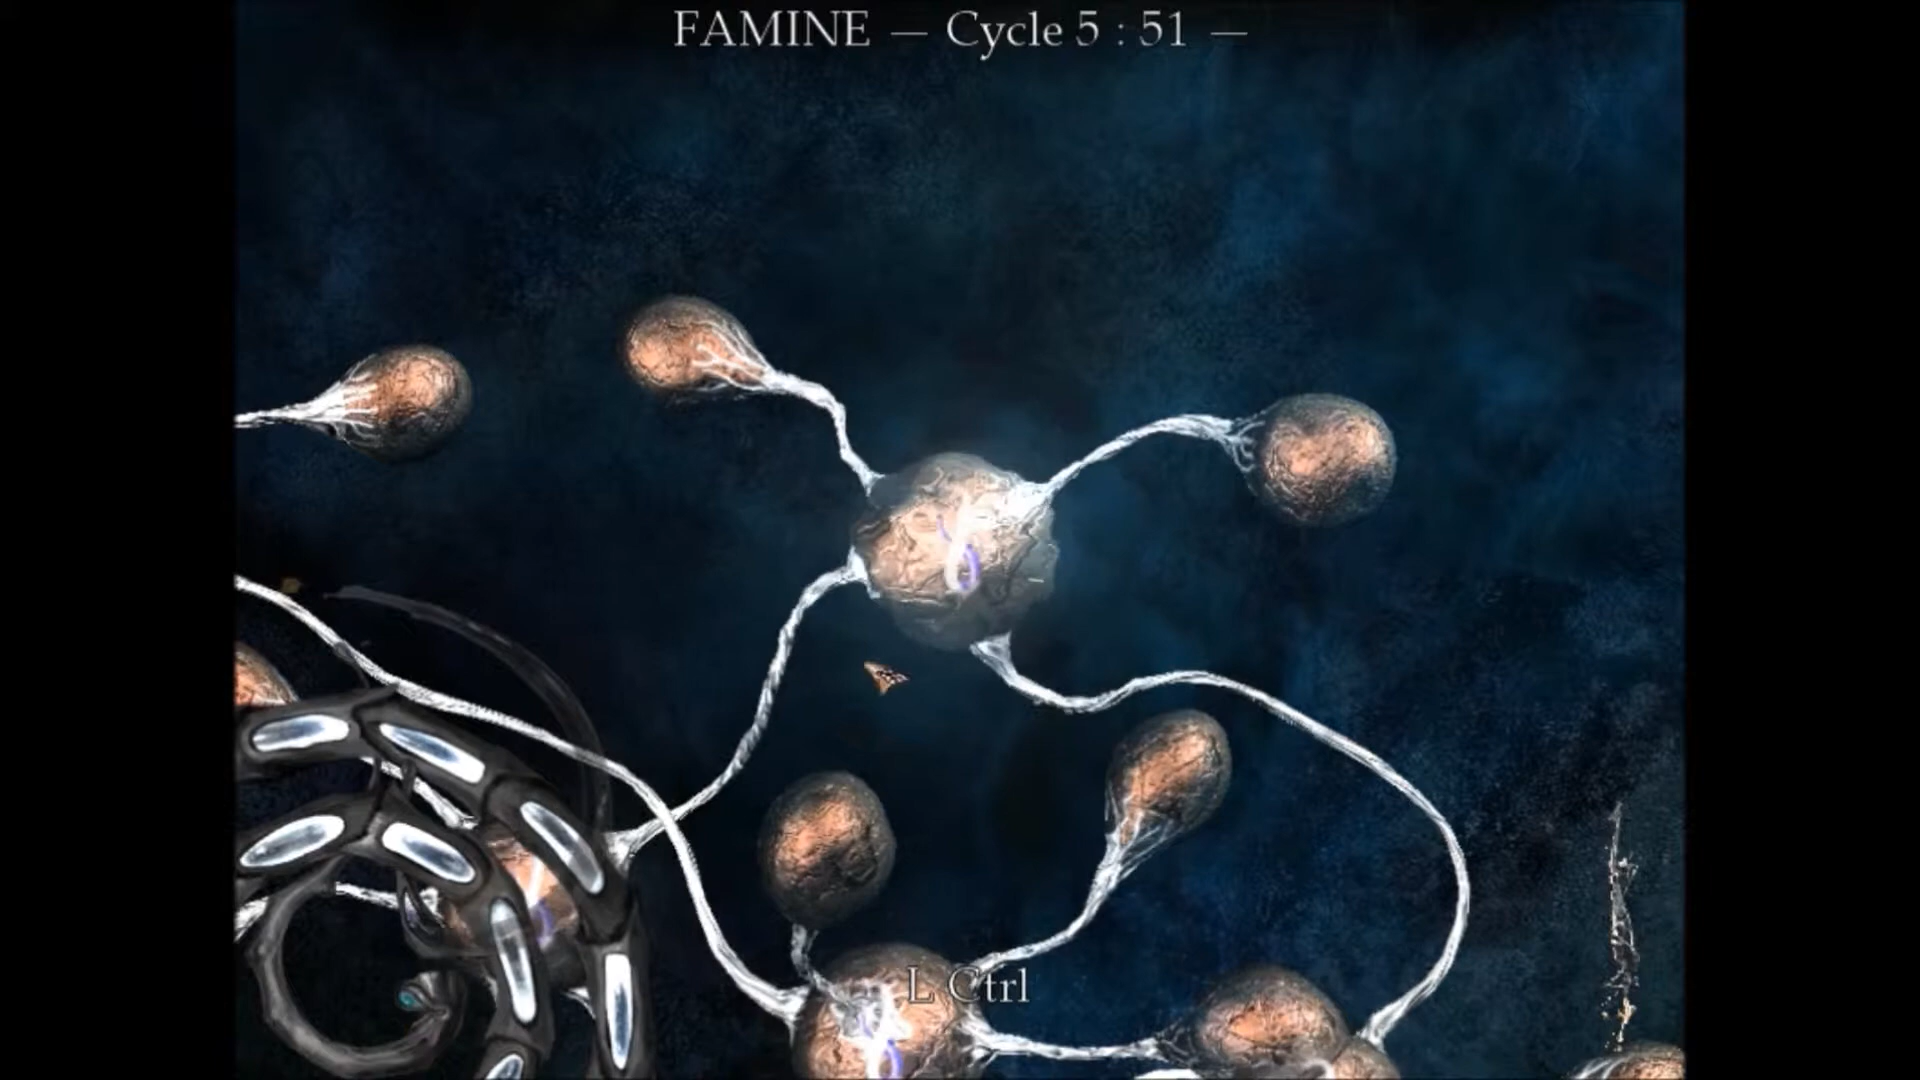 FAMINE — Cycle 5 : 51 —
L Ctrl